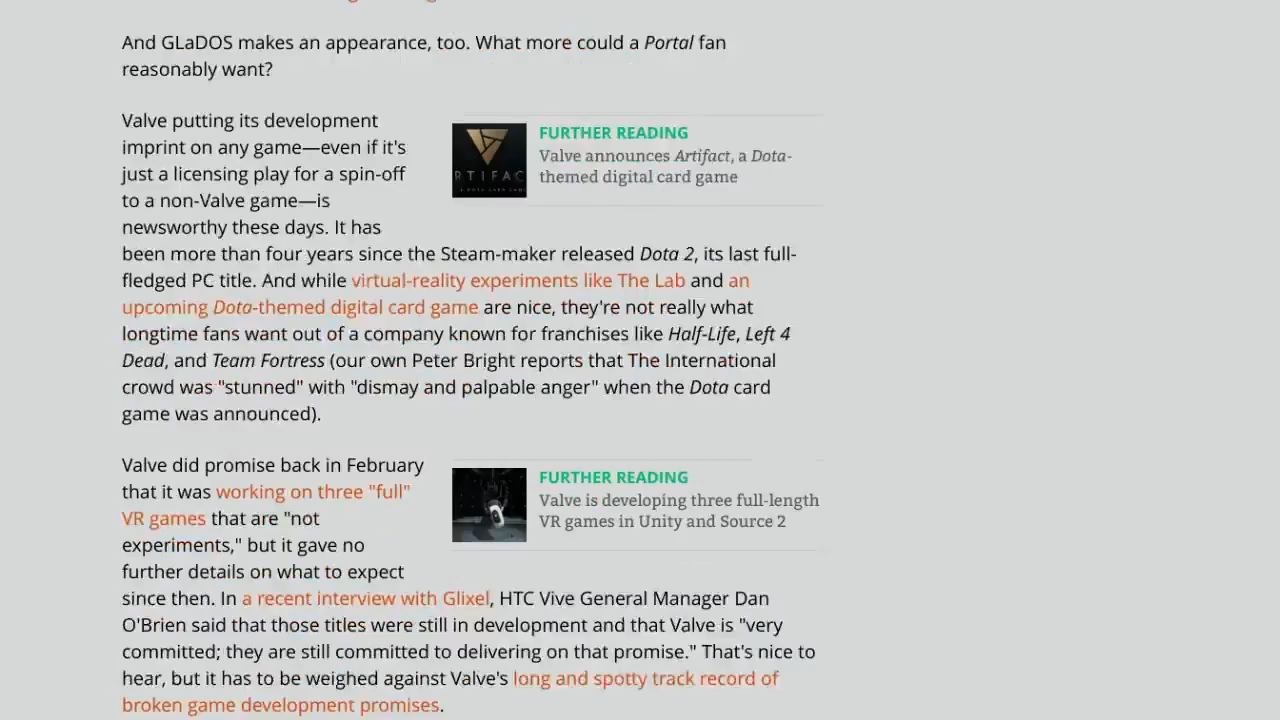 And GLaDOS makes an appearance, too. What more could a Portal fan
reasonably want?
Valve putting its development
imprint on any game—even if it's
just a licensing play for a spin-off
to a non-Valve game—is
newsworthy these days. It has
been more than four years since the Steam-maker released Dota 2, its last full-
fledged PC title. And while virtual-reality experiments like The Lab and an
upcoming Dota-themed digital card game are nice, they're not really what
longtime fans want out of a company known for franchises like Half-Life, Left 4
Dead, and Team Fortress (our own Peter Bright reports that The International
crowd was "stunned" with "dismay and palpable anger" when the Dota card
game was announced).
RTIFAC
FURTHER READING
Valve announces Artifact, a Dota-
themed digital card game
Valve did promise back in February
that it was working on three "full"
VR games that are "not
experiments," but it gave no
further details on what to expect
since then. In a recent interview with Glixel, HTC Vive General Manager Dan
O'Brien said that those titles were still in development and that Valve is "very
committed; they are still committed to delivering on that promise." That's nice to
hear, but it has to be weighed against Valve's long and spotty track record of
broken game development promises.
FURTHER READING
Valve is developing three full-length
VR games in Unity and Source 2